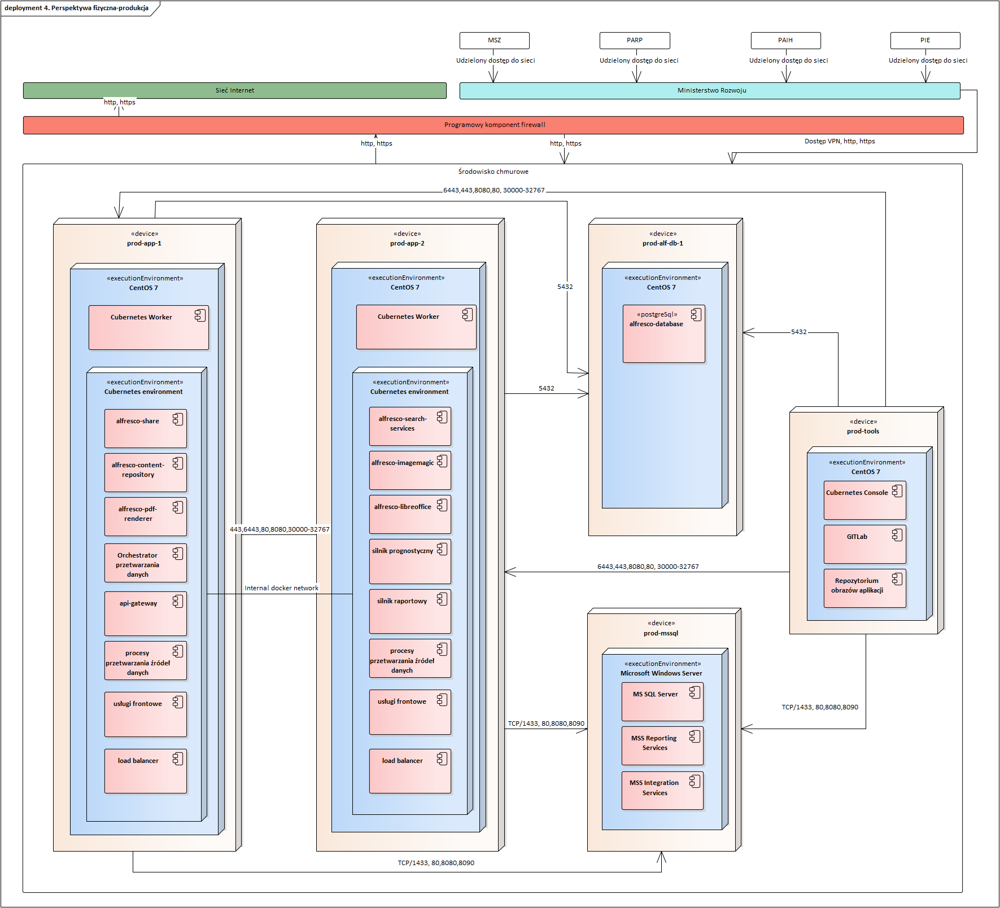 deployment 4. Perspektywa fizyczna-produkcja
MSZ
PARP
PAIH
PIE
Udzielony dostęp do sieci
Udzielony dostęp do sieci
Udzielony dostęp do sieci
Udzielony dostęp do sieci
Sieć Internet
Ministerstwo Rozwoju
http, https
Programowy komponent firewall
http, https
http, https
Dostęp VPN, http, https
Środowisko chmurowe
6443,443,8080,80, 30000-32767
«device»
prod-app-1
«executionEnvironment»
CentOS 7
Cubernetes Worker
«executionEnvironment»
Cubernetes environment
alfresco-share
alfresco-content-
repository
alfresco-pdf-
renderer
Orchestrator
przetwarzania
danych
api-gateway
procesy
przetwarzania źródeł
danych
usługi frontowe
load balancer
443,6443,80,8080,30000-32767
Internal docker network
«device»
prod-app-2
«executionEnvironment»
CentOS 7
Cubernetes Worker
«executionEnvironment»
Cubernetes environment
alfresco-search-
services
alfresco-imagemagic
alfresco-libreoffice
silnik prognostyczny
silnik raportowy
procesy
przetwarzania źródeł
danych
usługi frontowe
load balancer
5432
5432
«device»
prod-alf-db-1
«executionEnvironment»
CentOS 7
«postgreSql»
alfresco-database
5432
«device»
prod-tools
«executionEnvironment»
CentOS 7
Cubernetes Console
GITLab
Repozytorium
obrazów aplikacji
6443,443,8080,80, 30000-32767
«device»
prod-mssql
«executionEnvironment»
Microsoft Windows Server
MS SQL Server
MSS Reporting
Services
MSS Integration
Services
TCP/1433, 80,8080,8090
TCP/1433, 80,8080,8090
TCP/1433, 80,8080,8090